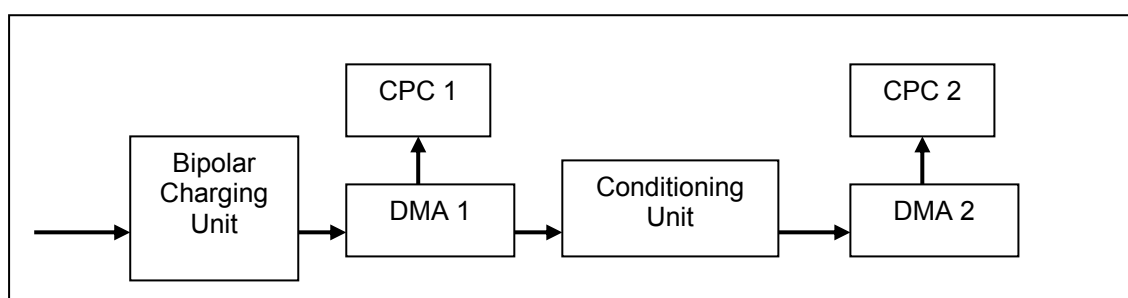 CPC 1
CPC 2
Bipolar
Charging
Unit
DMA 1
Conditioning
Unit
DMA 2